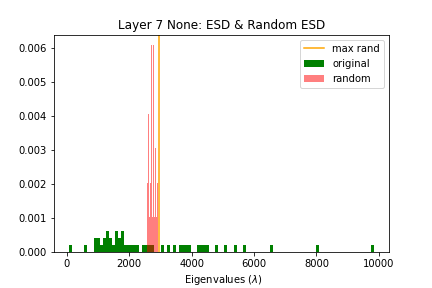 Layer 7 None: ESD & Random ESD
max rand
original
random
0.006
0.005
0.004
0.003
0.002
0.001
0.000
0 2000 4000 6000 8000 10000
Eigenvalues (λ)